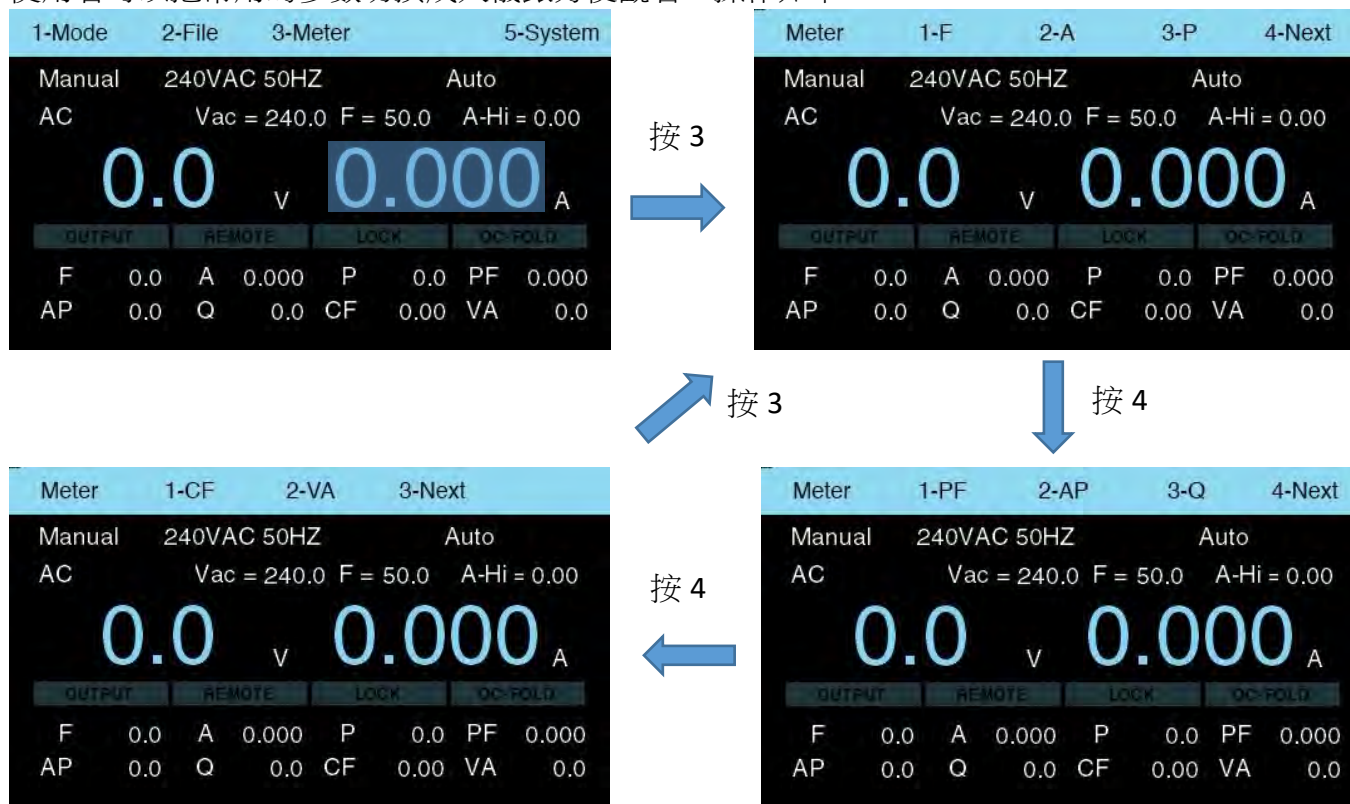 1-Mode 2-File 3-Meter 5-System
Manual 240VAC 50HZ Auto
AC Vac = 240.0 F = 50.0 A-Hi = 0.00
0.0 V 0.000 A
OUTPUT REMOTE LOCK OC-FOLD
F 0.0 A 0.000 P 0.0 PF 0.000
AP 0.0 Q 0.0 CF 0.00 VA 0.0
按 3
Meter 1-F 2-A 3-P 4-Next
Manual 240VAC 50HZ Auto
AC Vac = 240.0 F = 50.0 A-Hi = 0.00
0.0 V 0.000 A
OUTPUT REMOTE LOCK OC-FOLD
F 0.0 A 0.000 P 0.0 PF 0.000
AP 0.0 Q 0.0 CF 0.00 VA 0.0
按 3
按 4
Meter 1-CF 2-VA 3-Next
Manual 240VAC 50HZ Auto
AC Vac = 240.0 F = 50.0 A-Hi = 0.00
0.0 V 0.000 A
OUTPUT REMOTE LOCK OC-FOLD
F 0.0 A 0.000 P 0.0 PF 0.000
AP 0.0 Q 0.0 CF 0.00 VA 0.0
按 4
Meter 1-PF 2-AP 3-Q 4-Next
Manual 240VAC 50HZ Auto
AC Vac = 240.0 F = 50.0 A-Hi = 0.00
0.0 V 0.000 A
OUTPUT REMOTE LOCK OC-FOLD
F 0.0 A 0.000 P 0.0 PF 0.000
AP 0.0 Q 0.0 CF 0.00 VA 0.0